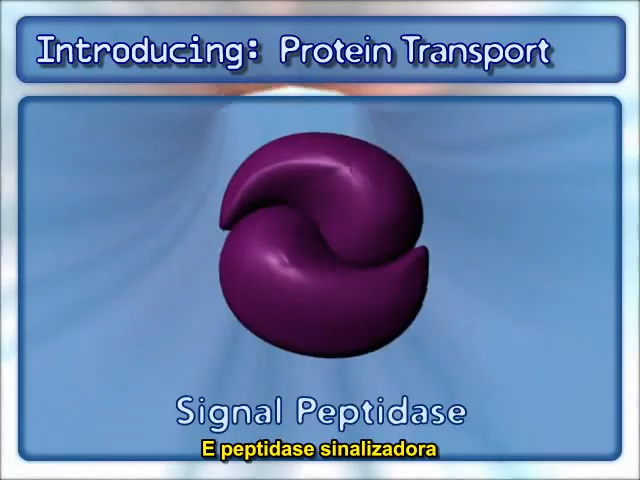 Introducing: Protein Transport
Signal Peptidase
E peptidase sinalizadora